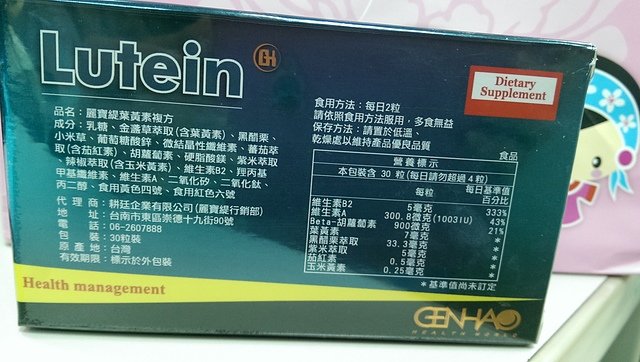 Lutein
GH
Dietary
Supplement
品名：麗寶緹葉黃素複方
成分：乳糖、金盞草萃取(含葉黃素)、黑醋栗、
小米草、葡萄糖酸鋅、微結晶性纖維素、蕃茄萃
取(含茄紅素)、胡蘿蔔素、硬脂酸鎂、紫米萃取
、辣椒萃取(含玉米黃素)、維生素B2、羥丙基
甲基纖維素、維生素A、二氧化矽、二氧化鈦、
丙二醇、食用黃色四號、食用紅色六號
代理商：耕廷企業有限公司(麗寶緹行銷部)
地址：台南市東區崇德十九街90號
電話：06-2607888
包裝：30粒裝
原產地：台灣
有效期限：標示於外包裝
食用方法：每日2粒
請依照食用方法服用，多食無益
保存方法：請置於低溫、
乾燥處以維持產品優良品質
食品
營養標示
本包裝含 30 粒(每日請勿超過4粒)
每粒 每日基準值百分比
維生素B2 5毫克 333%
維生素A 300.8微克(1003IU) 43%
Beta-胡蘿蔔素 900微克 21%
葉黃素 7毫克 *
黑醋栗萃取 33.3毫克 *
紫米萃取 5毫克 *
茄紅素 0.5毫克 *
玉米黃素 0.25毫克 *
*基準值尚未訂定
Health management
GENHAO
HEALTH WORLD